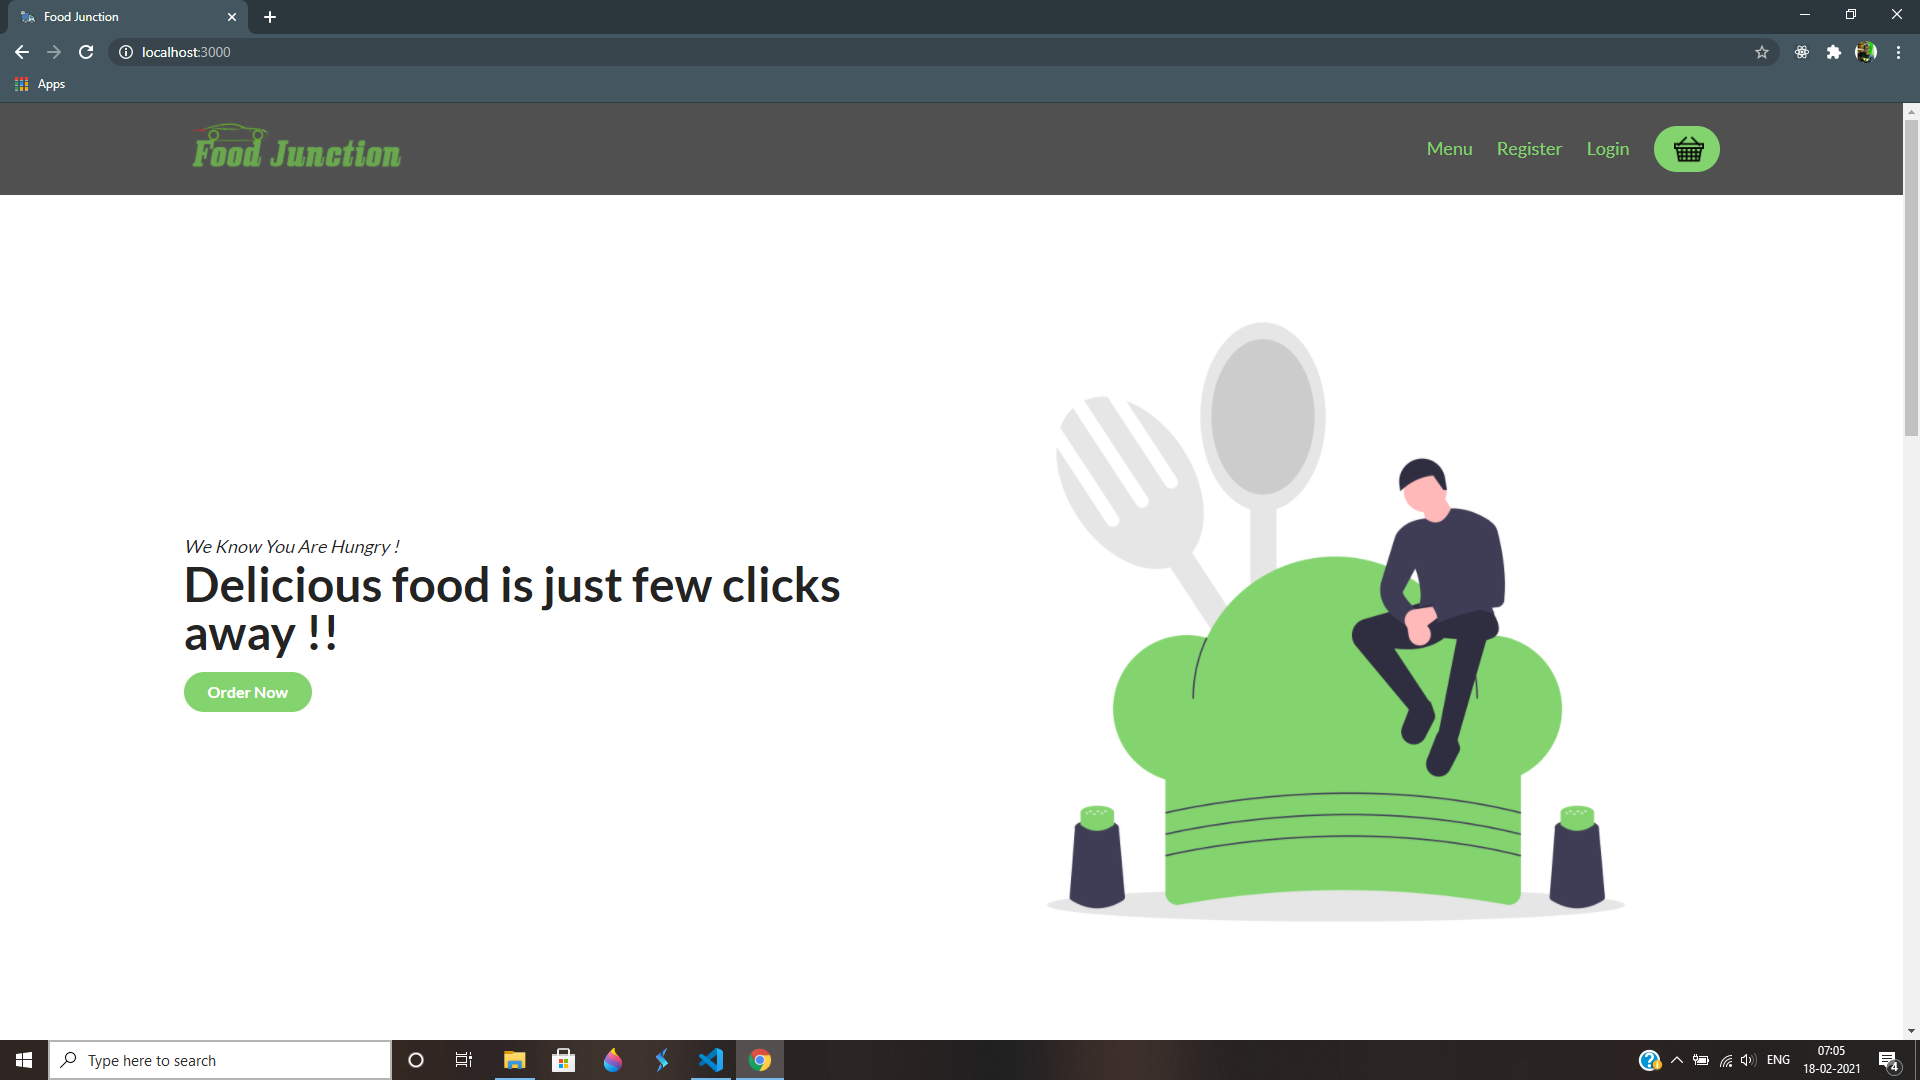 Food Junction
localhost:3000
Apps
Food Junction
Menu Register Login
We Know You Are Hungry !
Delicious food is just few clicks
away !!
Order Now
Type here to search
ENG
07:05
18-02-2021
4